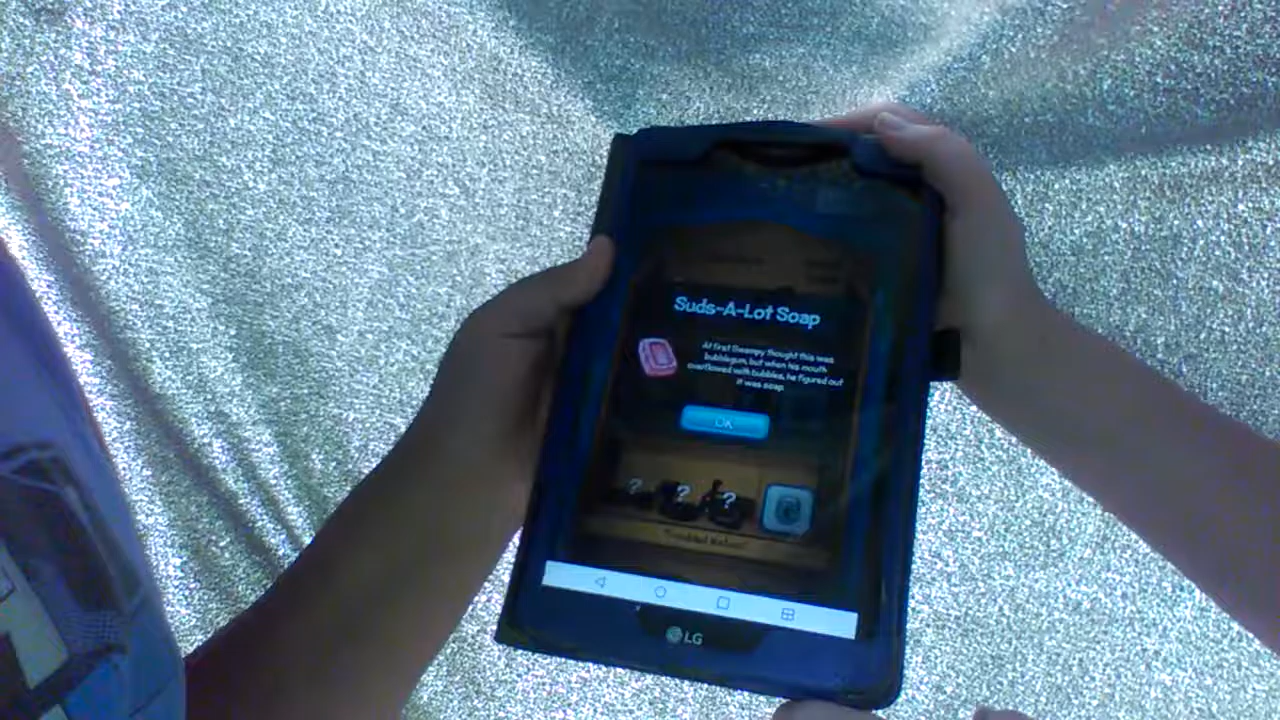 Suds-A-Lot Soap
At first Swampy thought this was
bubblegum, but when his mouth
overflowed with bubbles, he figured out
it was soap.
OK
? ? ?
LG